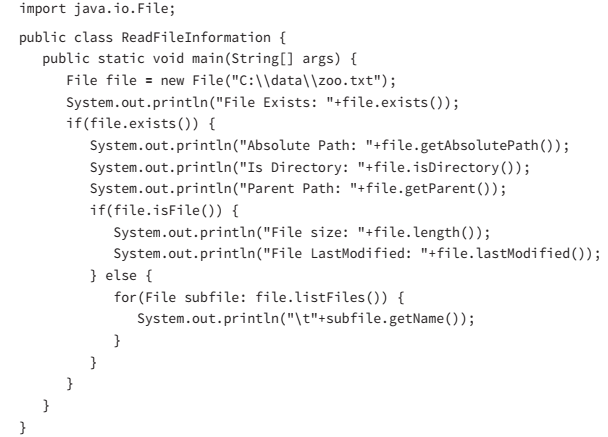 import java.io.File;
public class ReadFileInformation {
   public static void main(String[] args) {
      File file = new File("C:\\data\\zoo.txt");
      System.out.println("File Exists: "+file.exists());
      if(file.exists()) {
         System.out.println("Absolute Path: "+file.getAbsolutePath());
         System.out.println("Is Directory: "+file.isDirectory());
         System.out.println("Parent Path: "+file.getParent());
         if(file.isFile()) {
            System.out.println("File size: "+file.length());
            System.out.println("File LastModified: "+file.lastModified());
         } else {
            for(File subfile: file.listFiles()) {
               System.out.println("\t"+subfile.getName());
            }
         }
      }
   }
}